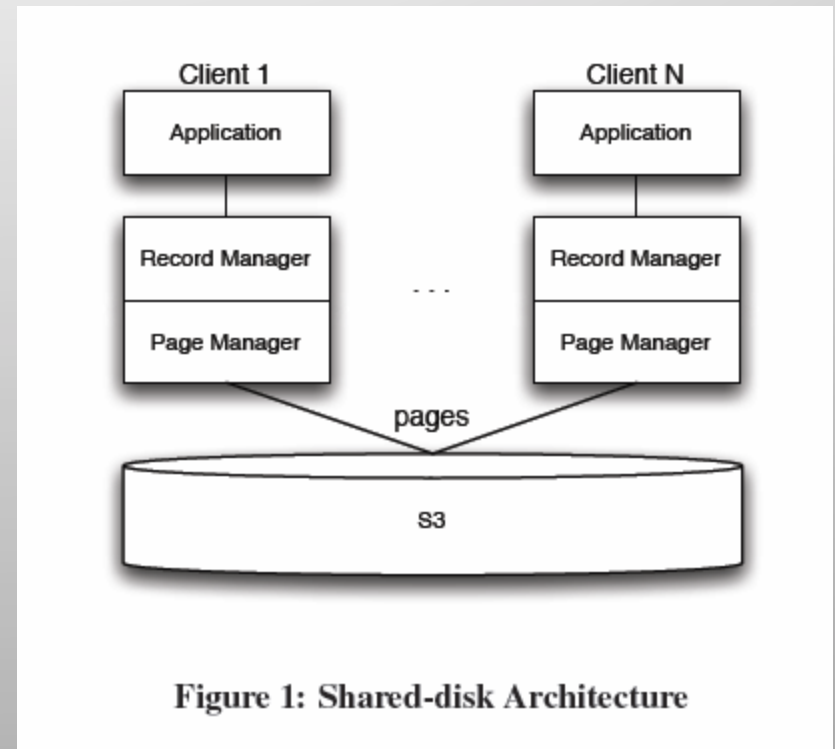 Client 1
Client N
Application
Application
Record Manager
Record Manager
. . .
Page Manager
Page Manager
pages
S3
Figure 1: Shared-disk Architecture